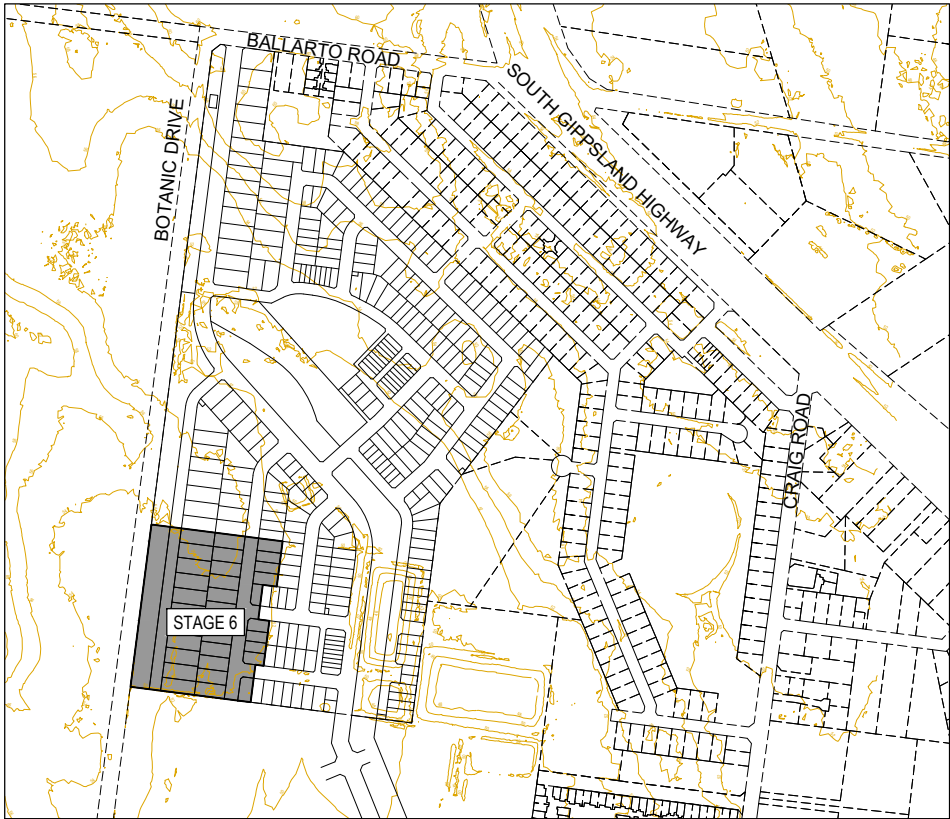 BALLARTO ROAD
SOUTH GIPPSLAND HIGHWAY
BOTANIC DRIVE
CRAIG ROAD
STAGE 6